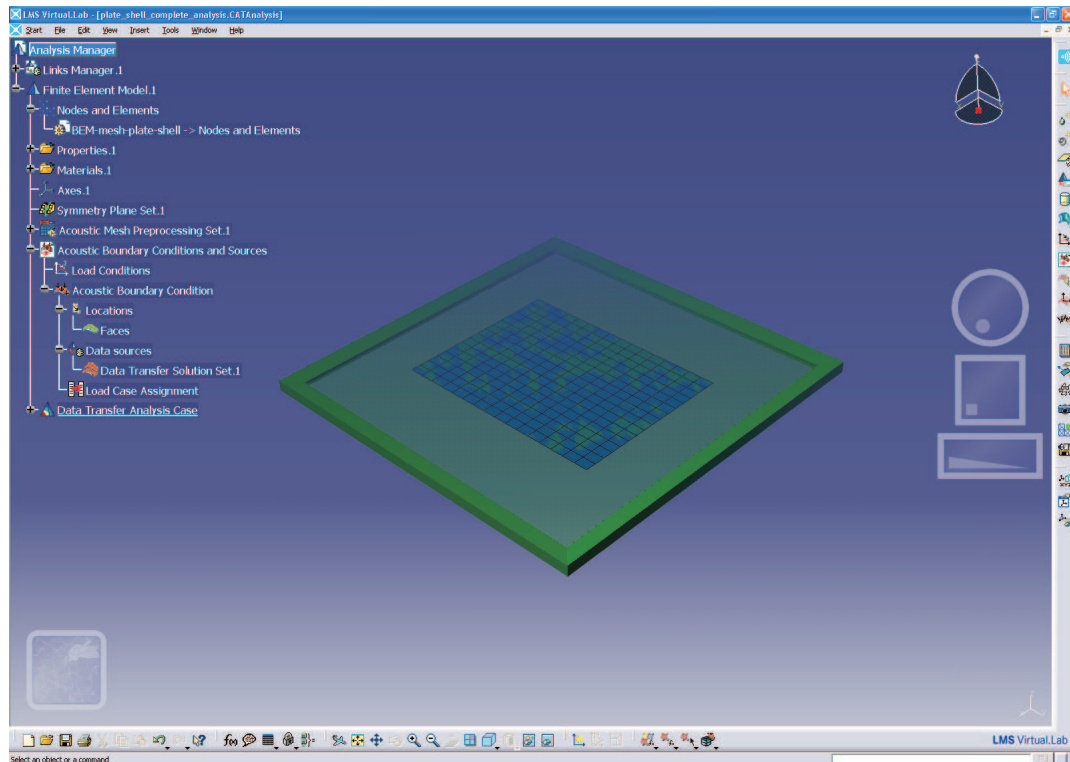 LMS Virtual.Lab - [plate_shell_complete_analysis.CATAnalysis]
Start File Edit View Insert Tools Window Help
Analysis Manager
Links Manager.1
Finite Element Model.1
Nodes and Elements
BEM-mesh-plate-shell -> Nodes and Elements
Properties.1
Materials.1
Axes.1
Symmetry Plane Set.1
Acoustic Mesh Preprocessing Set.1
Acoustic Boundary Conditions and Sources
Load Conditions
Acoustic Boundary Condition
Locations
Faces
Data sources
Data Transfer Solution Set.1
Load Case Assignment
Data Transfer Analysis Case
f(x)
LMS Virtual.Lab
Select an object or a command